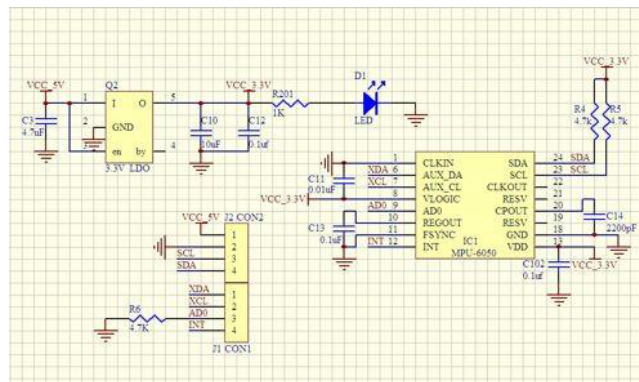 VCC_5V
Q2
VCC_3.3V
R201
1K
D1
LED
VCC_3.3V
R4
4.7k
R5
4.7k
1 I O 5
2 GND
3 en by 4
3.3V LDO
C3
4.7uF
C10
10uF
C12
0.1uf
1 CLKIN SDA 24 SDA
XDA 6 AUX_DA SCL 23 SCL
XCL 7 AUX_CL CLKOUT 22
VCC_3.3V 8 VLOGIC RESV 21
AD0 9 AD0 CPOUT 20
10 REGOUT RESV 19
11 FSYNC GND 18
INT 12 INT VDD 13
IC1
MPU-6050
C11
0.01uF
C13
0.1uF
C14
2200pF
C102
0.1uf
VCC_3.3V
VCC_5V
J2 CON2
1
2
SCL 3
SDA 4
XDA 1
XCL 2
AD0 3
INT 4
J1 CON1
R6
4.7K